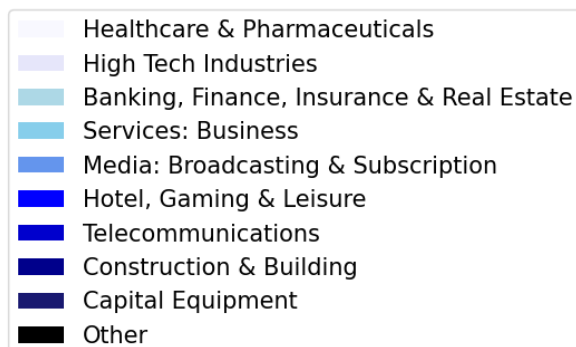 Healthcare & Pharmaceuticals
High Tech Industries
Banking, Finance, Insurance & Real Estate
Services: Business
Media: Broadcasting & Subscription
Hotel, Gaming & Leisure
Telecommunications
Construction & Building
Capital Equipment
Other